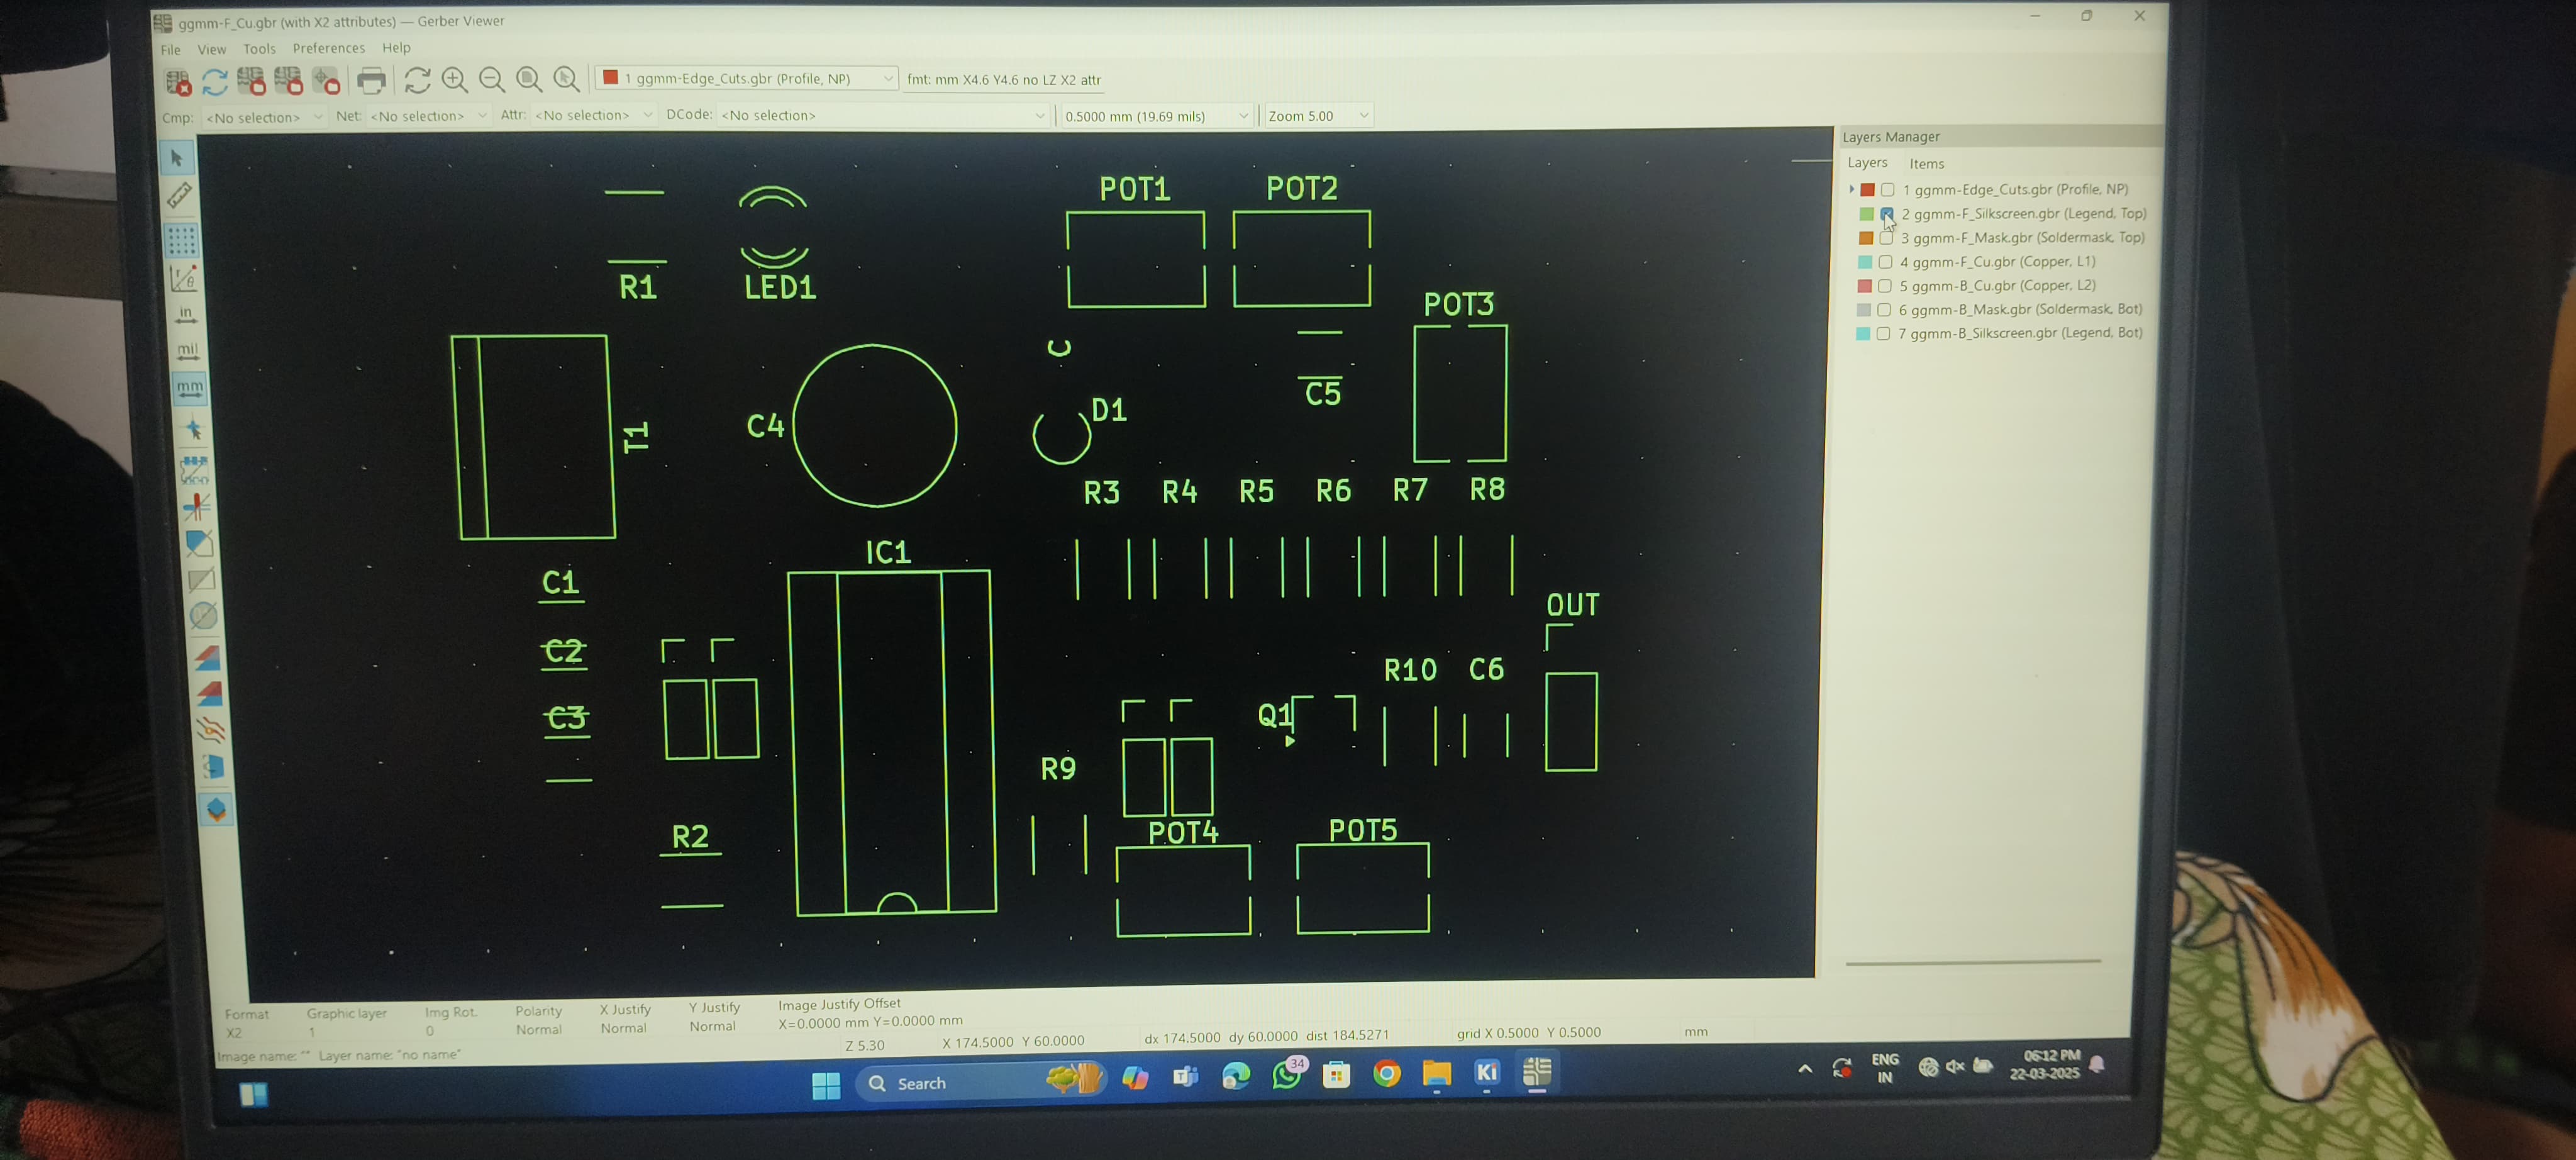 ggmm-F_Cu.gbr (with X2 attributes) — Gerber Viewer
File View Tools Preferences Help
1 ggmm-Edge_Cuts.gbr (Profile, NP) fmt: mm X4.6 Y4.6 no LZ X2 attr
Cmp: <No selection> Net: <No selection> Attr: <No selection> DCode: <No selection> 0.5000 mm (19.69 mils) Zoom 5.00
Layers Manager
Layers Items
1 ggmm-Edge_Cuts.gbr (Profile, NP)
2 ggmm-F_Silkscreen.gbr (Legend, Top)
3 ggmm-F_Mask.gbr (Soldermask, Top)
4 ggmm-F_Cu.gbr (Copper, L1)
5 ggmm-B_Cu.gbr (Copper, L2)
6 ggmm-B_Mask.gbr (Soldermask, Bot)
7 ggmm-B_Silkscreen.gbr (Legend, Bot)
in
mil
mm
POT1 POT2
R1 LED1
POT3
C
C5
D1
C4
T1
R3 R4 R5 R6 R7 R8
IC1
C1
OUT
C2
R10 C6
C3
Q1
R9
R2
POT4 POT5
Format Graphic layer Img Rot. Polarity X Justify Y Justify Image Justify Offset
X2 1 0 Normal Normal Normal X=0.0000 mm Y=0.0000 mm
Image name: "" Layer name: "no name"
Z 5.30 X 174.5000 Y 60.0000 dx 174.5000 dy 60.0000 dist 184.5271 grid X 0.5000 Y 0.5000 mm
Search
34
Ki
ENG
IN
06:12 PM
22-03-2025